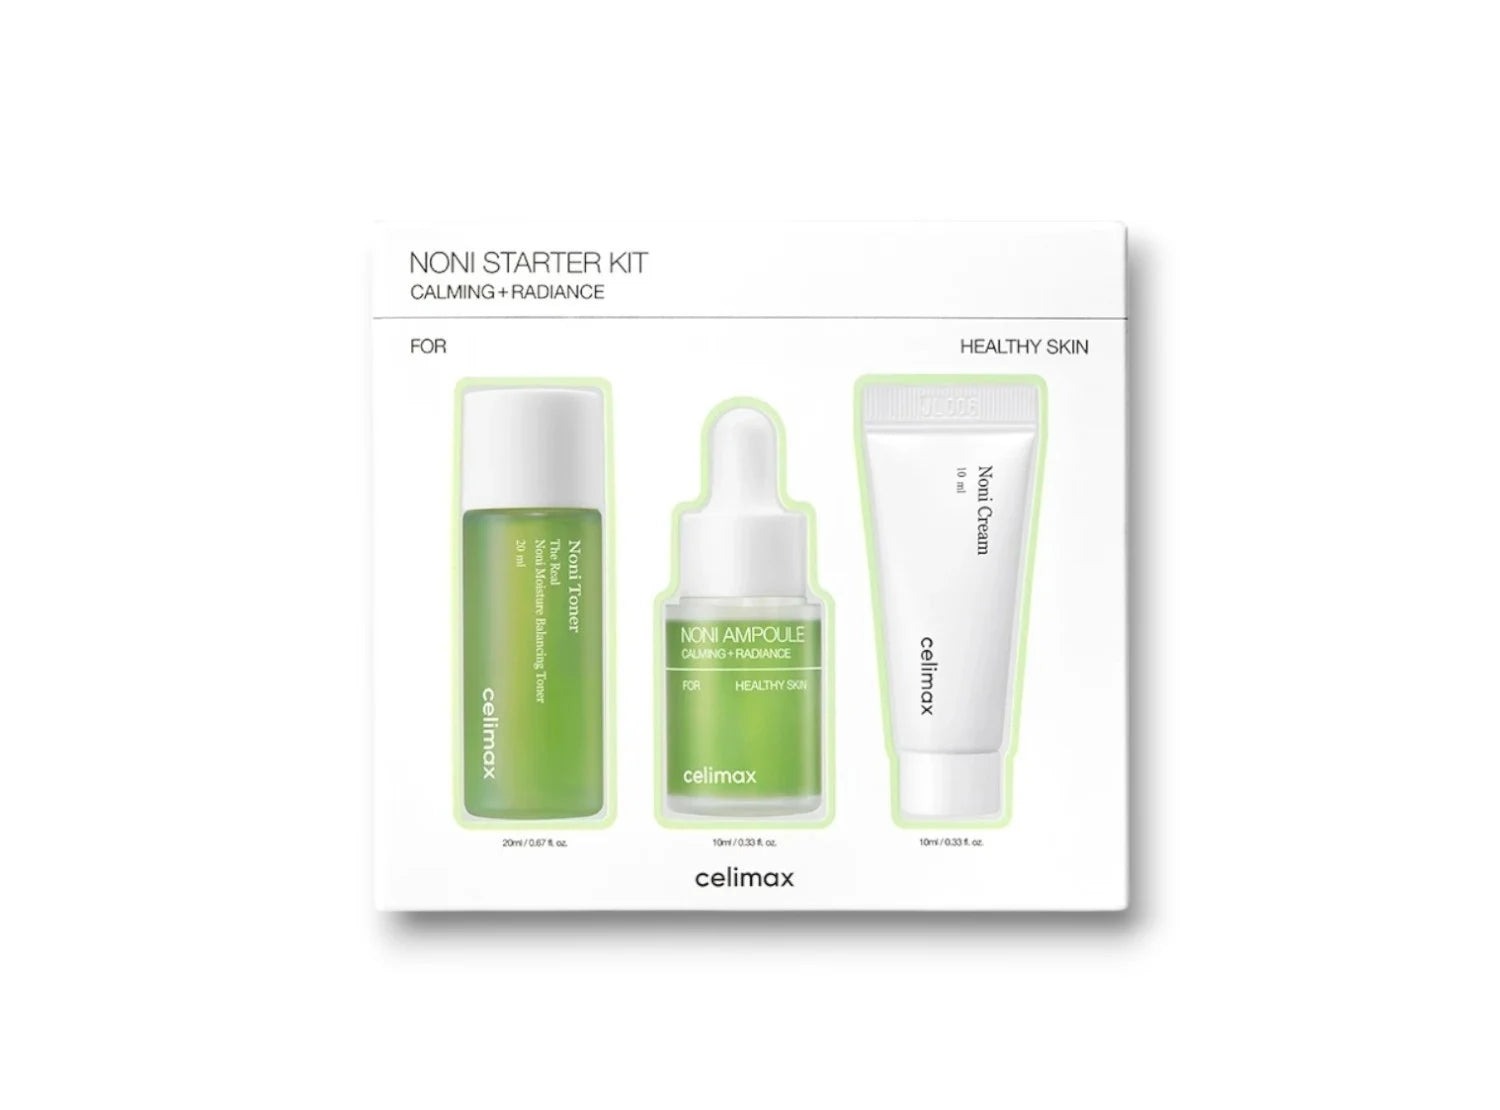 NONI STARTER KIT
CALMING+RADIANCE
FOR HEALTHY SKIN
Noni Toner
The Real
Noni Moisture Balancing Toner
20 ml
celimax
NONI AMPOULE
CALMING+RADIANCE
FOR HEALTHY SKIN
celimax
JL006
Noni Cream
10 ml
celimax
20ml / 0.67 fl. oz.
10ml / 0.33 fl. oz.
10ml / 0.33 fl. oz.
celimax